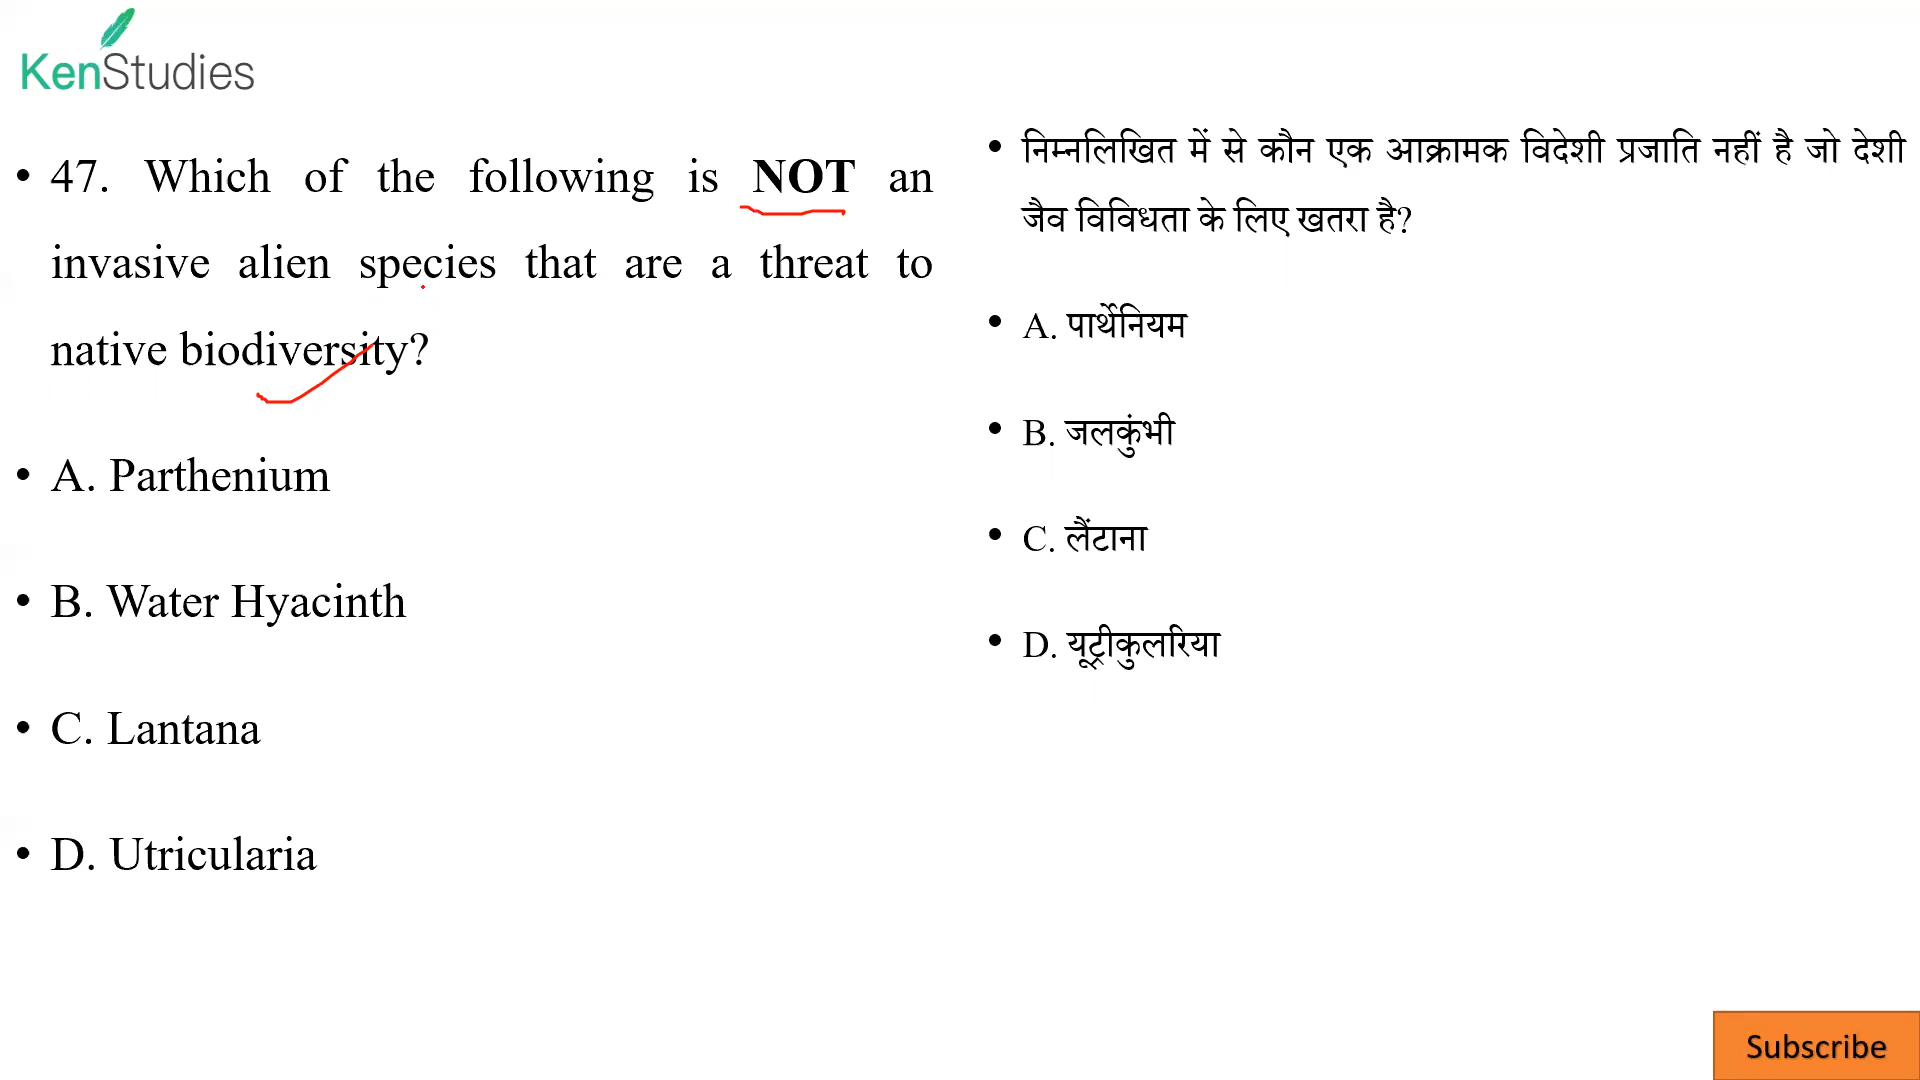 KenStudies
• 47. Which of the following is NOT an
invasive alien species that are a threat to
native biodiversity?
• A. Parthenium
• B. Water Hyacinth
• C. Lantana
• D. Utricularia
• निम्नलिखित में से कौन एक आक्रामक विदेशी प्रजाति नहीं है जो देशी
जैव विविधता के लिए खतरा है?
• A. पार्थेनियम
• B. जलकुंभी
• C. लैंटाना
• D. यूट्रीकुलरिया
Subscribe